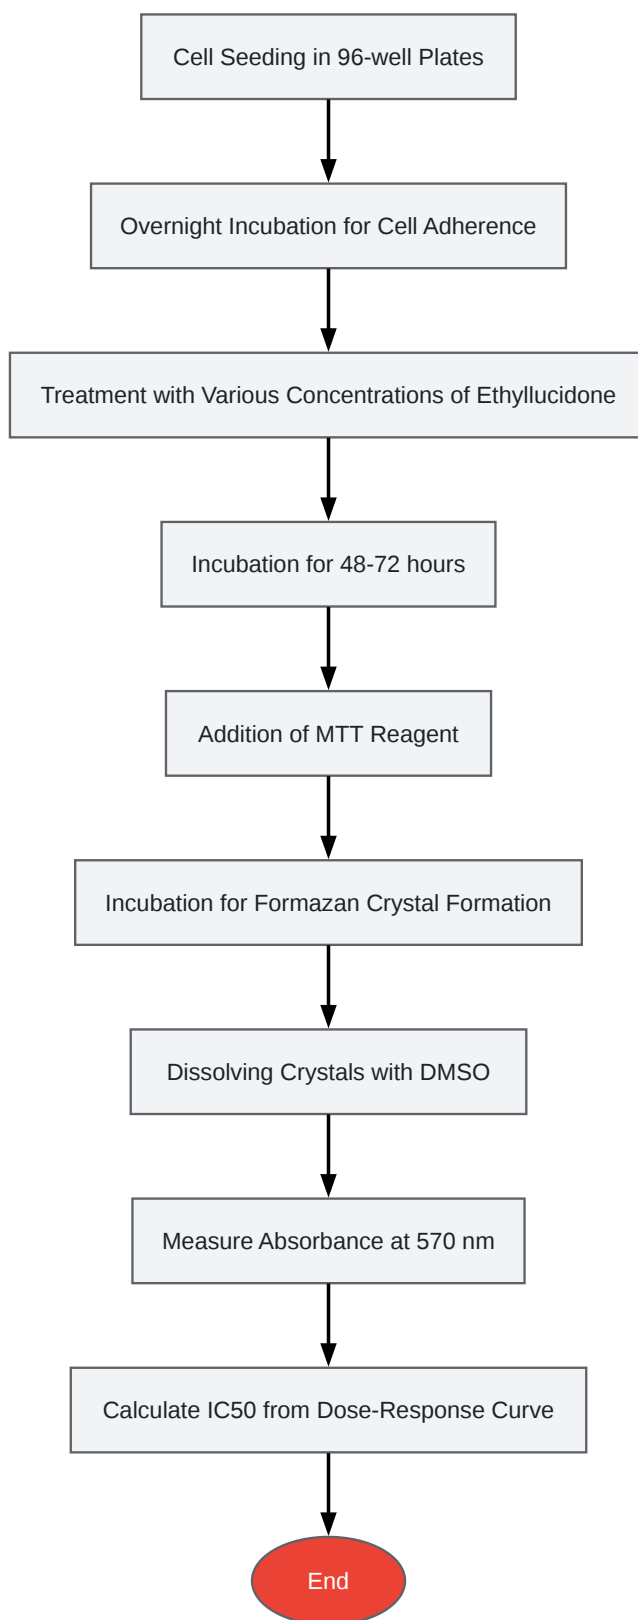 Cell Seeding in 96-well Plates
Overnight Incubation for Cell Adherence
Treatment with Various Concentrations of Ethyllucidone
Incubation for 48-72 hours
Addition of MTT Reagent
Incubation for Formazan Crystal Formation
Dissolving Crystals with DMSO
Measure Absorbance at 570 nm
Calculate IC50 from Dose-Response Curve
End